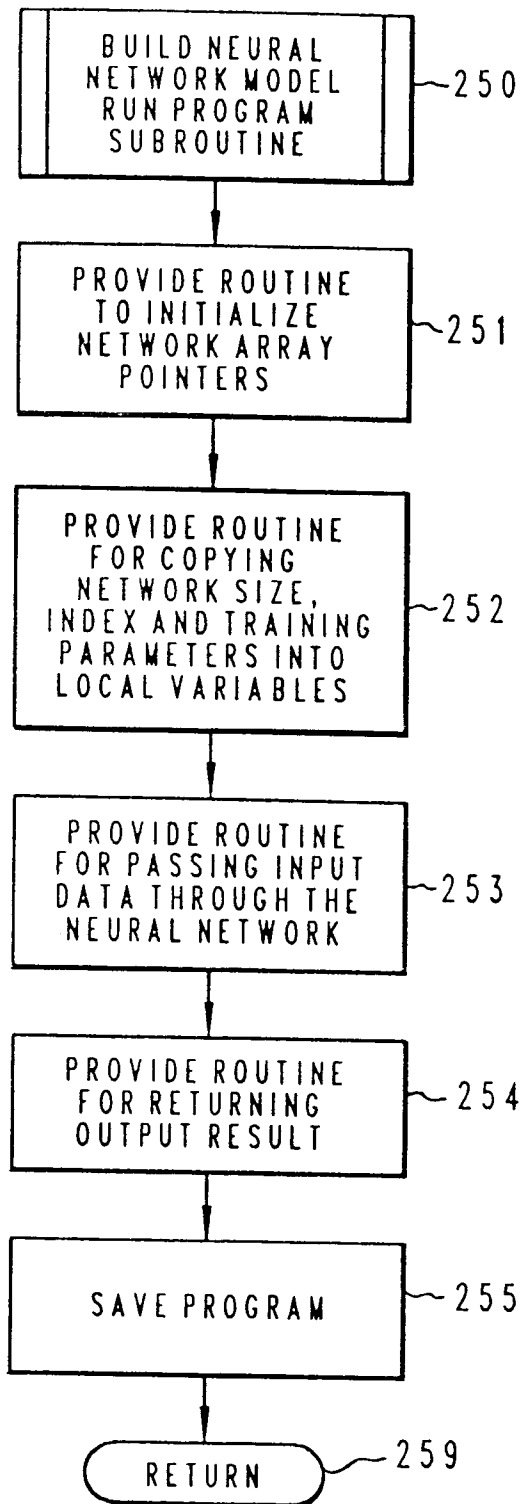 BUILD NEURAL
NETWORK MODEL
RUN PROGRAM
SUBROUTINE
250
PROVIDE ROUTINE
TO INITIALIZE
NETWORK ARRAY
POINTERS
251
PROVIDE ROUTINE
FOR COPYING
NETWORK SIZE,
INDEX AND TRAINING
PARAMETERS INTO
LOCAL VARIABLES
252
PROVIDE ROUTINE
FOR PASSING INPUT
DATA THROUGH THE
NEURAL NETWORK
253
PROVIDE ROUTINE
FOR RETURNING
OUTPUT RESULT
254
SAVE PROGRAM
255
RETURN
259